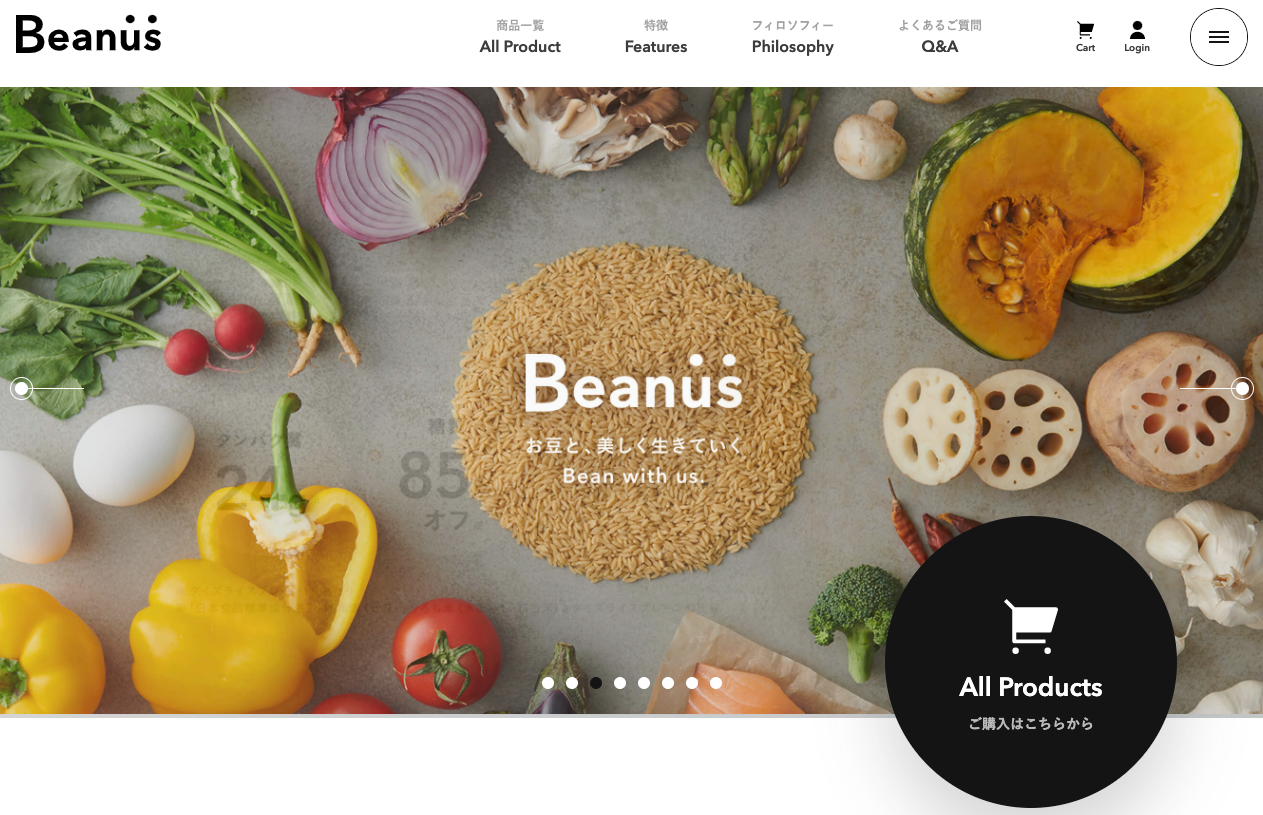 Beanüs
商品一覧
All Product
特徴
Features
フィロソフィー
Philosophy
よくあるご質問
Q&A
Cart
Login
Beanüs
お豆と、美しく生きていく
Bean with us.
タンパク質
24
糖
85
オフ
All Products
ご購入はこちらから